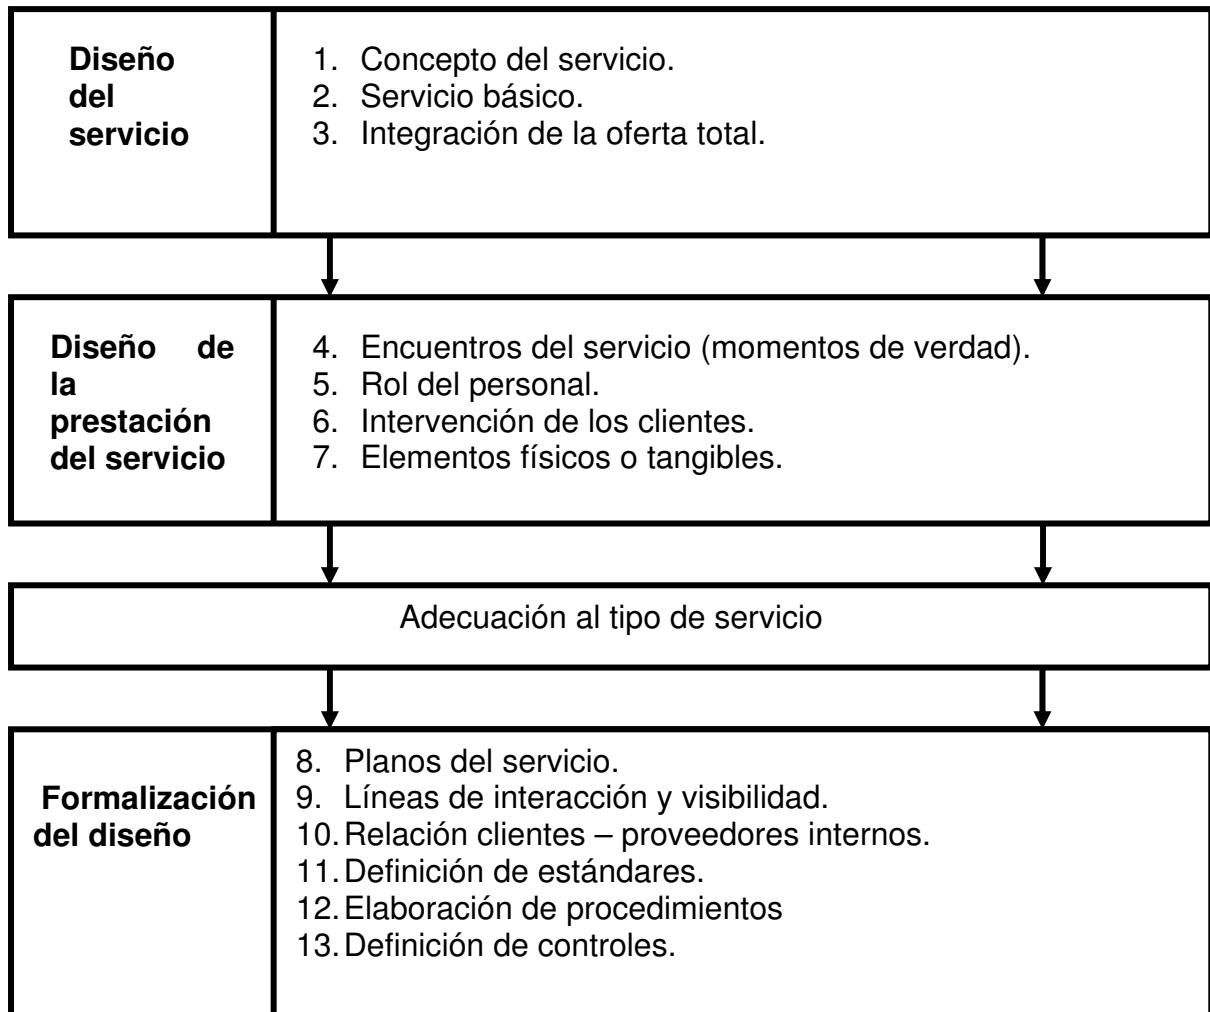 Diseño
del
servicio
1. Concepto del servicio.
2. Servicio básico.
3. Integración de la oferta total.
Diseño de
la
prestación
del servicio
4. Encuentros del servicio (momentos de verdad).
5. Rol del personal.
6. Intervención de los clientes.
7. Elementos físicos o tangibles.
Adecuación al tipo de servicio
Formalización
del diseño
8. Planos del servicio.
9. Líneas de interacción y visibilidad.
10. Relación clientes – proveedores internos.
11. Definición de estándares.
12. Elaboración de procedimientos
13. Definición de controles.